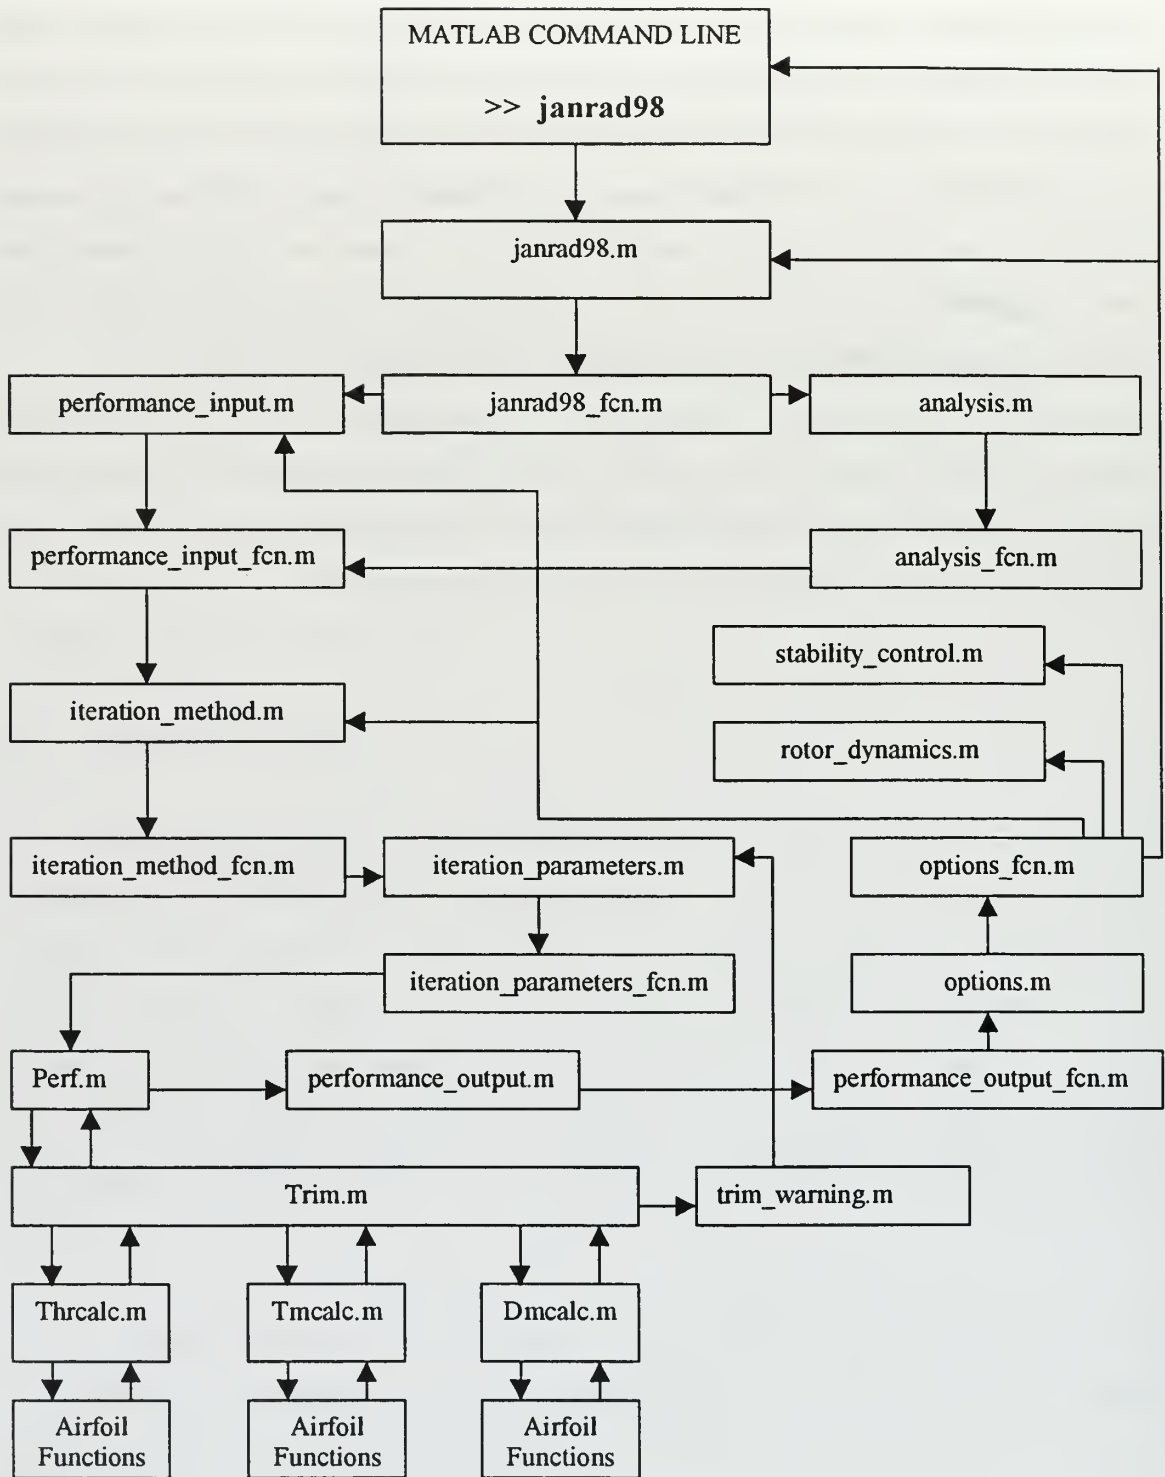 MATLAB COMMAND LINE
>> janrad98
janrad98.m
performance_input.m
janrad98_fcn.m
analysis.m
performance_input_fcn.m
analysis_fcn.m
stability_control.m
iteration_method.m
rotor_dynamics.m
iteration_method_fcn.m
iteration_parameters.m
options_fcn.m
iteration_parameters_fcn.m
options.m
Perf.m
performance_output.m
performance_output_fcn.m
Trim.m
trim_warning.m
Thrcalc.m
Tmcalc.m
Dmcalc.m
Airfoil
Functions
Airfoil
Functions
Airfoil
Functions